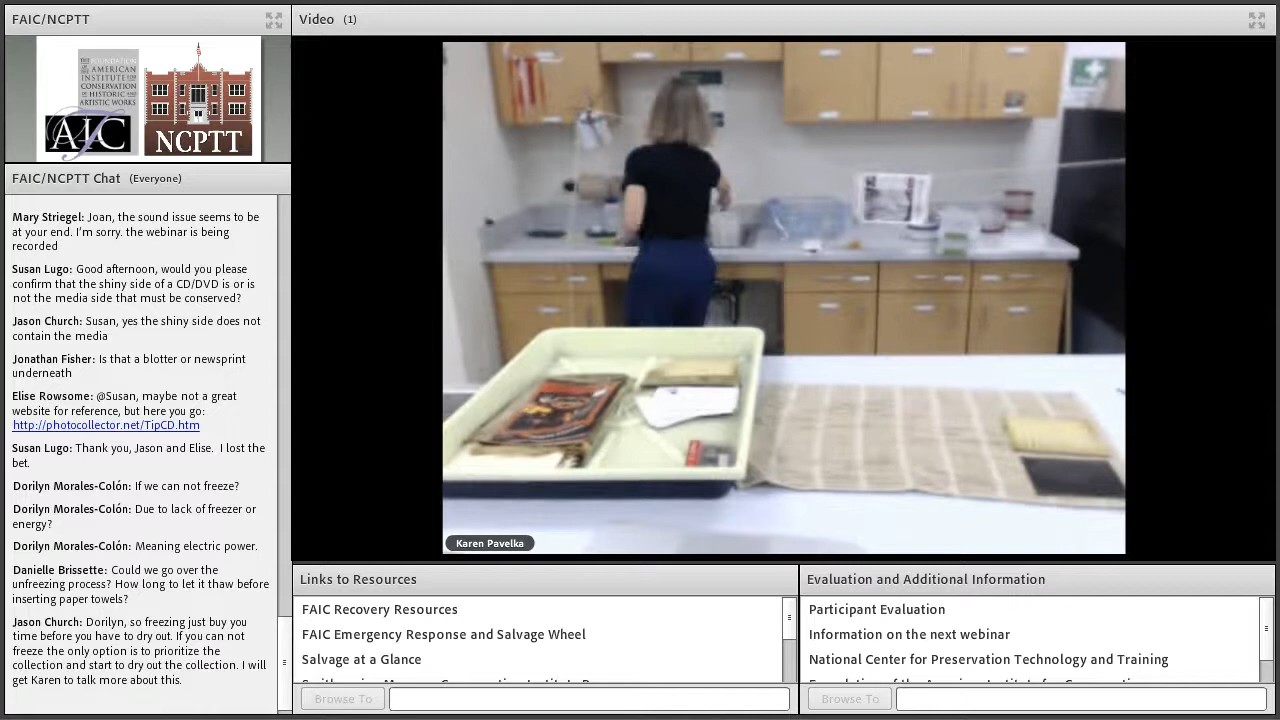 FAIC/NCPTT
THE FOUNDATION
OF THE AMERICAN
INSTITUTE FOR
CONSERVATION
OF HISTORIC AND
ARTISTIC WORKS
AIC
NCPTT
FAIC/NCPTT Chat (Everyone)
Mary Striegel: Joan, the sound issue seems to be
at your end. I'm sorry. the webinar is being
recorded
Susan Lugo: Good afternoon, would you please
confirm that the shiny side of a CD/DVD is or is
not the media side that must be conserved?
Jason Church: Susan, yes the shiny side does not
contain the media
Jonathan Fisher: Is that a blotter or newsprint
underneath
Elise Rowsome: @Susan, maybe not a great
website for reference, but here you go:
http://photocollector.net/TipCD.htm
Susan Lugo: Thank you, Jason and Elise.  I lost the
bet.
Dorilyn Morales-Colón: If we can not freeze?
Dorilyn Morales-Colón: Due to lack of freezer or
energy?
Dorilyn Morales-Colón: Meaning electric power.
Danielle Brissette: Could we go over the
unfreezing process? How long to let it thaw before
inserting paper towels?
Jason Church: Dorilyn, so freezing just buy you
time before you have to dry out. If you can not
freeze the only option is to prioritize the
collection and start to dry out the collection. I will
get Karen to talk more about this.
Video (1)
Karen Pavelka
Links to Resources
FAIC Recovery Resources
FAIC Emergency Response and Salvage Wheel
Salvage at a Glance
Browse To
Evaluation and Additional Information
Participant Evaluation
Information on the next webinar
National Center for Preservation Technology and Training
Browse To